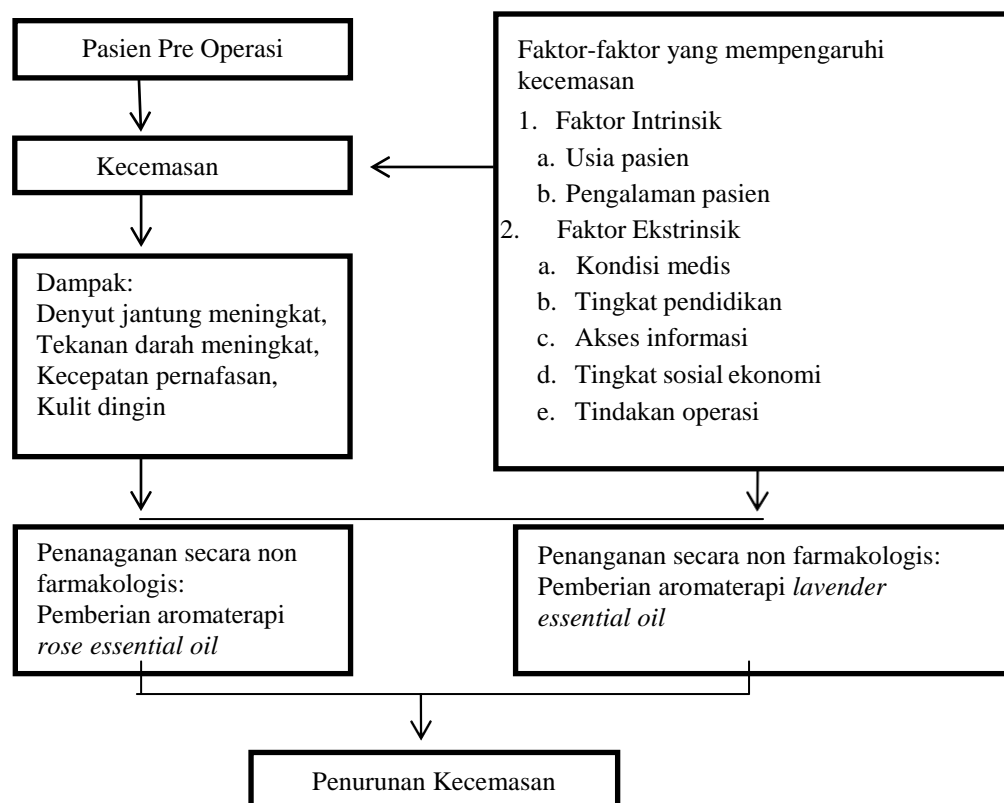 Pasien Pre Operasi
Kecemasan
Dampak:
Denyut jantung meningkat,
Tekanan darah meningkat,
Kecepatan pernafasan,
Kulit dingin
Faktor-faktor yang mempengaruhi
kecemasan
1. Faktor Intrinsik
a. Usia pasien
b. Pengalaman pasien
2. Faktor Ekstrinsik
a. Kondisi medis
b. Tingkat pendidikan
c. Akses informasi
d. Tingkat sosial ekonomi
e. Tindakan operasi
Penanaganan secara non
farmakologis:
Pemberian aromaterapi
rose essential oil
Penanganan secara non farmakologis:
Pemberian aromaterapi lavender
essential oil
Penurunan Kecemasan